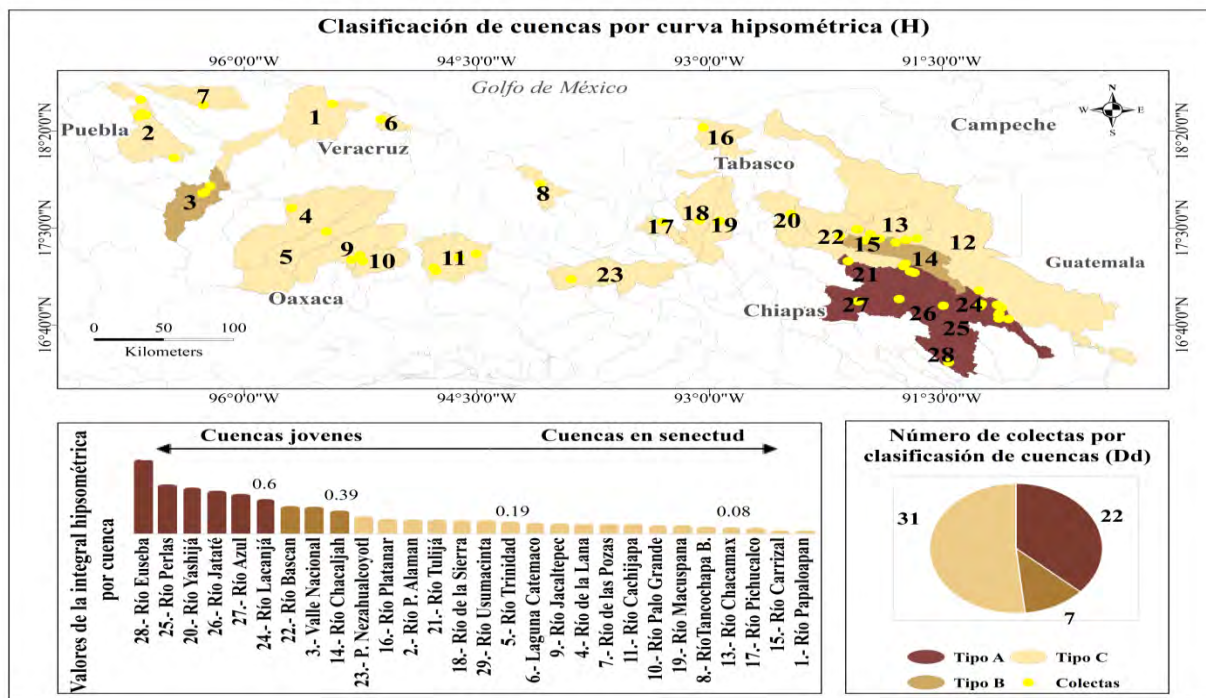 Clasificación de cuencas por curva hipsométrica (H)
96°0'0"W
93°0'0"W
91°30'0"W
Golfo de México
N
W
E
S
18°20'0"N
17°30'0"N
16°40'0"N
18°20'0"N
17°30'0"N
16°40'0"N
Puebla
Veracruz
Tabasco
Campeche
Oaxaca
Chiapas
Guatemala
7
1
6
2
3
4
5
9
10
11
8
16
17
18
19
20
23
22
15
13
12
14
21
27
26
24
25
28
0 50 100
Kilometers
96°0'0"W
94°30'0"W
93°0'0"W
91°30'0"W
Valores de la integral hipsométrica
por cuenca
Cuencas jovenes
Cuencas en senectud
0.6
0.39
0.19
0.08
28.- Río Euseba
25.- Río Perlas
20.- Río Yashijá
26.- Río Jataté
27.- Río Azul
24.- Río Lacanjá
22.- Río Bascan
3.- Valle Nacional
14.- Río Chacaljah
23.- P. Nezahualcoyotl
16.- Río Platanar
2.- Río P. Alaman
21.- Río Tulijá
18.- Río de la Sierra
29.- Río Usumacinta
5.- Río Trinidad
6.- Laguna Catemaco
9.- Río Jacaltepec
4.- Río de la Lana
7.- Río de las Pozas
11.- Río Cachijapa
10.- Río Palo Grande
19.- Río Macuspana
8.- RíoTancochapa B.
13.- Río Chacamax
17.- Río Pichucalco
15.- Río Carrizal
1.- Río Papaloapan
Número de colectas por
clasificasión de cuencas (Dd)
31
22
7
Tipo A
Tipo C
Tipo B
Colectas